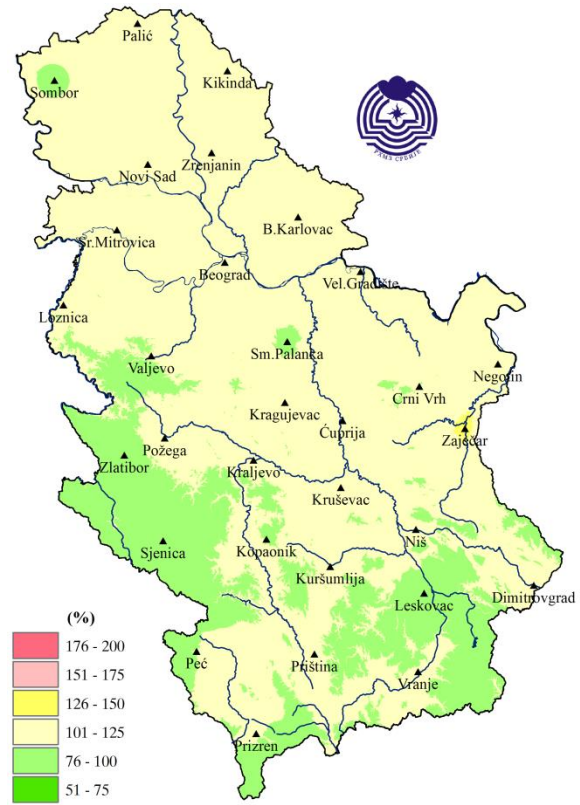 Palić
Kikinda
Sombor
Zrenjanin
Novi Sad
РХМЗ СРБИЈЕ
B.Karlovac
Sr.Mitrovica
Beograd
Vel.Gradište
Loznica
Sm.Palanka
Valjevo
Negotin
Crni Vrh
Kragujevac
Ćuprija
Zaječar
Požega
Zlatibor
Kraljevo
Kruševac
Niš
Sjenica
Kopaonik
Kuršumlija
Leskovac
Dimitrovgrad
(%)
176 - 200
151 - 175
126 - 150
101 - 125
76 - 100
51 - 75
Peć
Priština
Vranje
Prizren